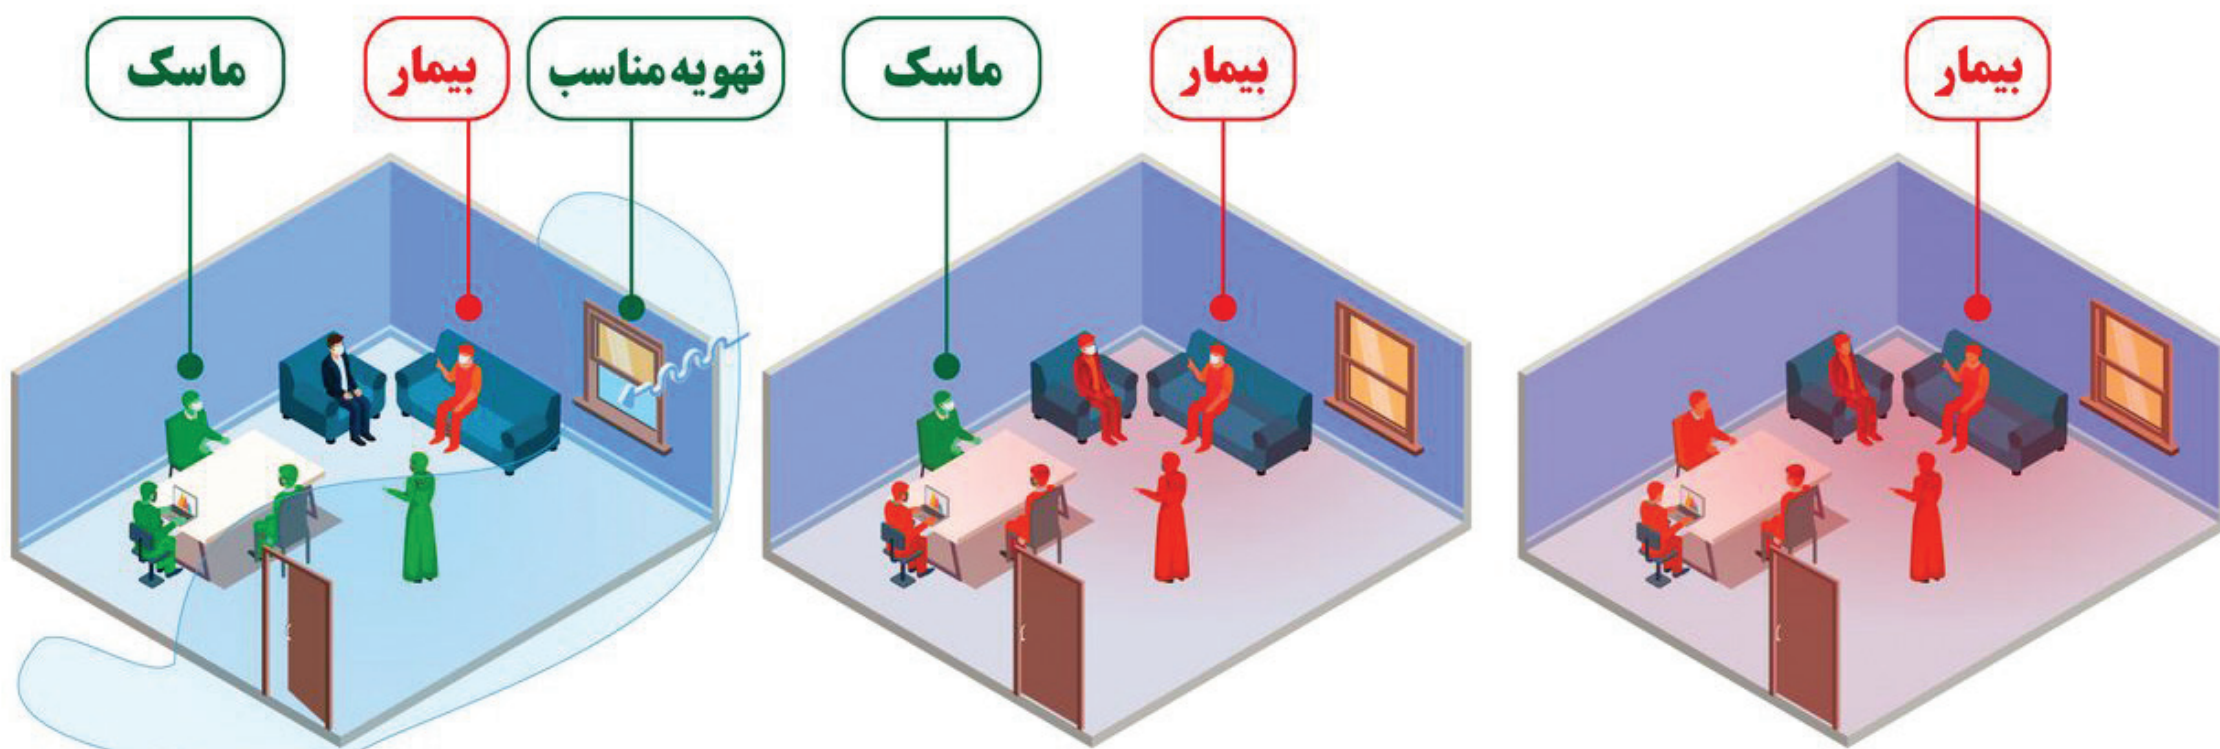 بیمار
بیمار
ماسک
تهویه مناسب
بیمار
ماسک